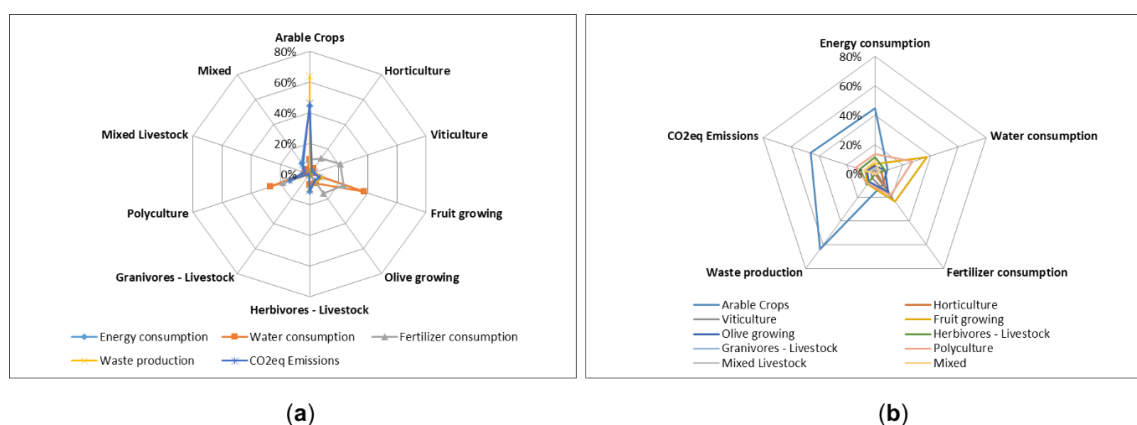 Arable Crops
80%
Mixed
Horticulture
60%
40%
Mixed Livestock
Viticulture
20%
0%
Polyculture
Fruit growing
Granivores - Livestock
Olive growing
Herbivores - Livestock
Energy consumption
Water consumption
Fertilizer consumption
Waste production
CO2eq Emissions
(a)
Energy consumption
80%
60%
CO2eq Emissions
40%
Water consumption
20%
0%
Waste production
Fertilizer consumption
Arable Crops
Horticulture
Viticulture
Fruit growing
Olive growing
Herbivores - Livestock
Granivores - Livestock
Polyculture
Mixed Livestock
Mixed
(b)